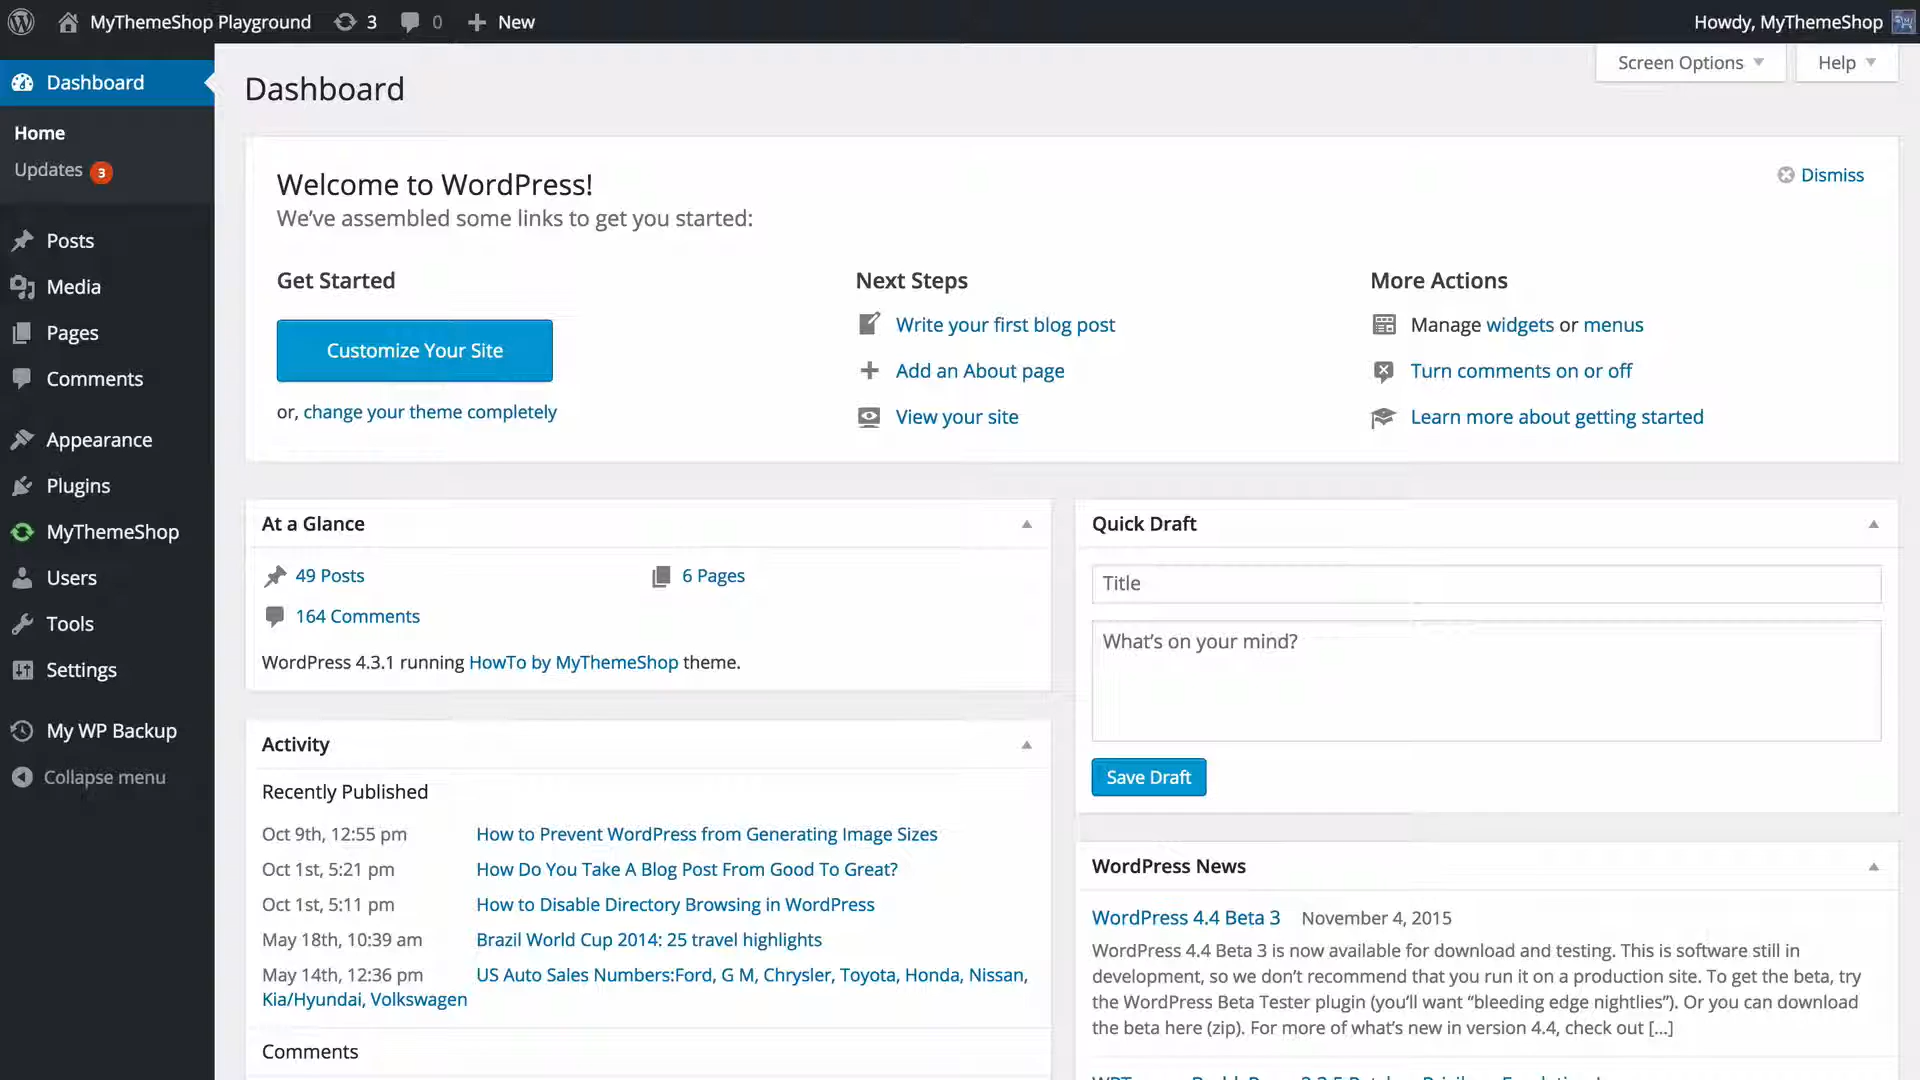 MyThemeShop Playground 3 0 New Howdy, MyThemeShop
Screen Options Help
Dashboard
Home
Updates 3
Posts
Media
Pages
Comments
Appearance
Plugins
MyThemeShop
Users
Tools
Settings
My WP Backup
Collapse menu
Dashboard
Welcome to WordPress!
Dismiss
We've assembled some links to get you started:
Get Started
Customize Your Site
or, change your theme completely
Next Steps
Write your first blog post
Add an About page
View your site
More Actions
Manage widgets or menus
Turn comments on or off
Learn more about getting started
At a Glance
49 Posts 6 Pages
164 Comments
WordPress 4.3.1 running HowTo by MyThemeShop theme.
Activity
Recently Published
Oct 9th, 12:55 pm How to Prevent WordPress from Generating Image Sizes
Oct 1st, 5:21 pm How Do You Take A Blog Post From Good To Great?
Oct 1st, 5:11 pm How to Disable Directory Browsing in WordPress
May 18th, 10:39 am Brazil World Cup 2014: 25 travel highlights
May 14th, 12:36 pm US Auto Sales Numbers:Ford, G M, Chrysler, Toyota, Honda, Nissan,
Kia/Hyundai, Volkswagen
Comments
Quick Draft
Title
What's on your mind?
Save Draft
WordPress News
WordPress 4.4 Beta 3 November 4, 2015
WordPress 4.4 Beta 3 is now available for download and testing. This is software still in
development, so we don't recommend that you run it on a production site. To get the beta, try
the WordPress Beta Tester plugin (you'll want "bleeding edge nightlies"). Or you can download
the beta here (zip). For more of what's new in version 4.4, check out [...]